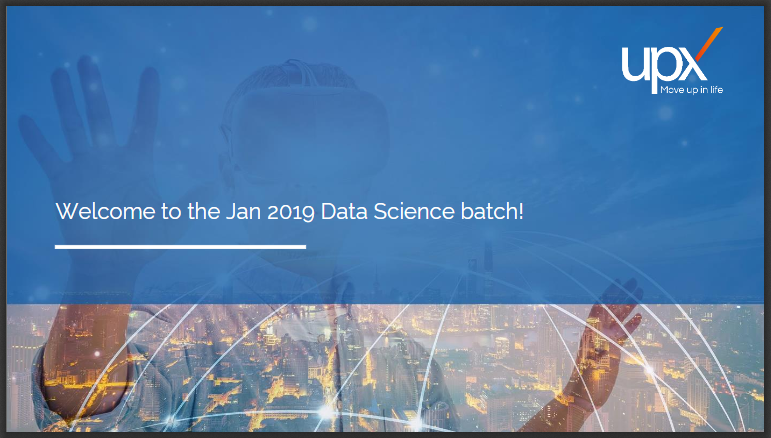 upx
Move up in life
Welcome to the Jan 2019 Data Science batch!